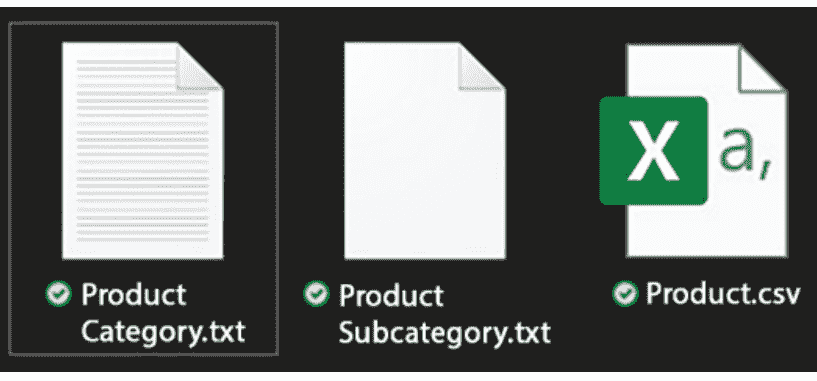 X a,
Product
Category.txt
Product
Subcategory.txt
Product.csv